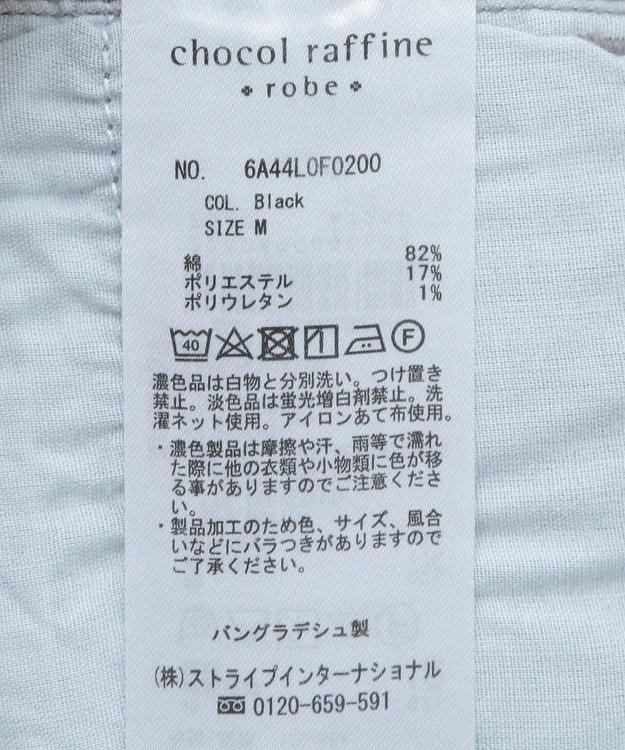 chocol raffine
robe
NO. 6A44L0F0200
COL. Black
SIZE M
綿 82%
ポリエステル 17%
ポリウレタン 1%
40 F
濃色品は白物と分別洗い。つけ置き
禁止。淡色品は蛍光増白剤禁止。洗
濯ネット使用。アイロンあて布使用。
・濃色製品は摩擦や汗、雨等で濡れ
た際に他の衣類や小物類に色が移
る事がありますのでご注意くださ
い。
・製品加工のため色、サイズ、風合
いなどにバラつきがありますので
ご了承ください。
バングラデシュ製
(株)ストライプインターナショナル
0120-659-591